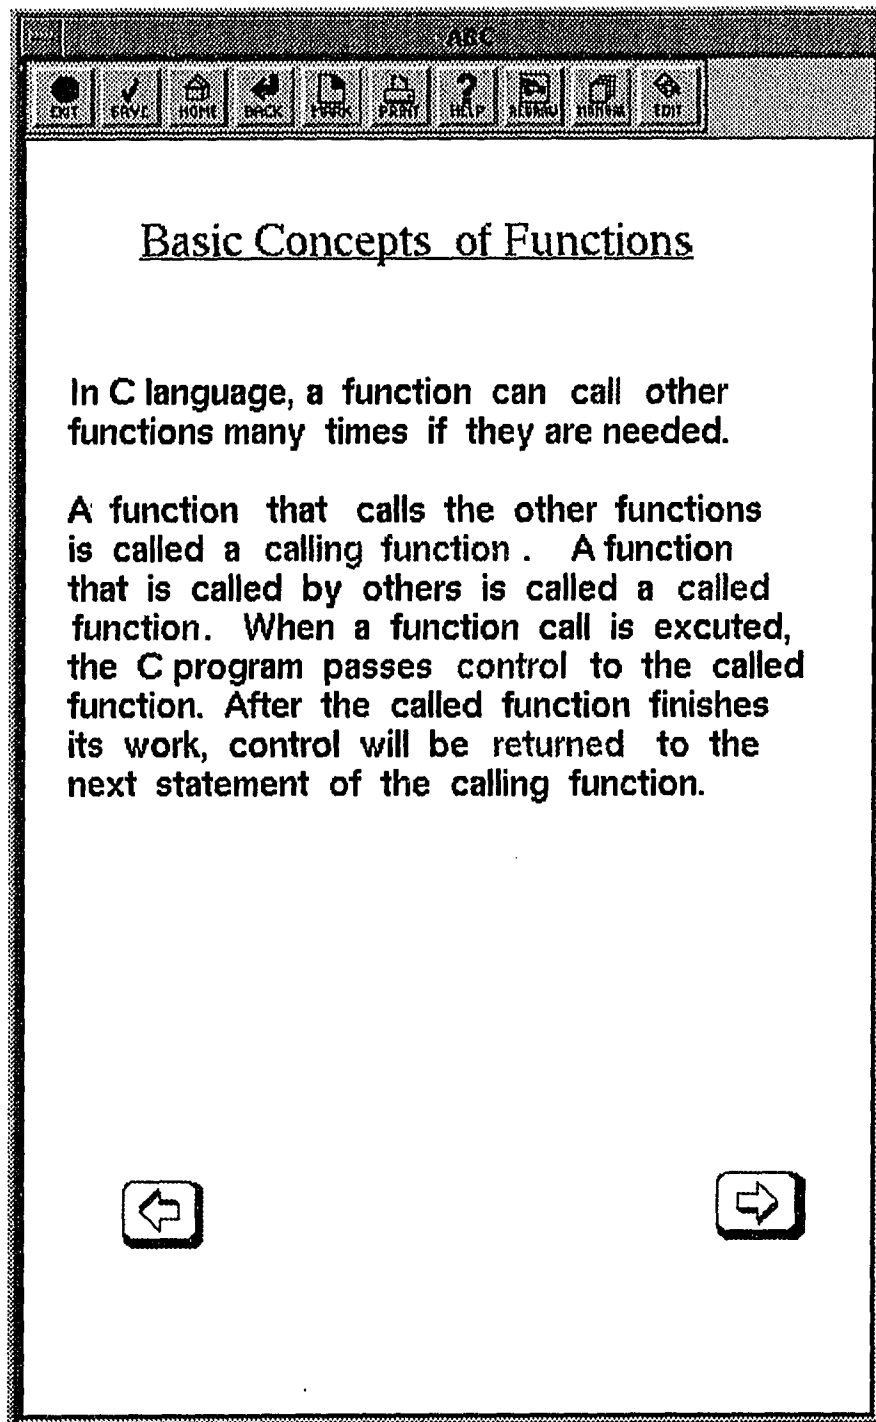 ABC
EXIT SAVE HOME BACK MARK PRINT HELP EDIT
Basic Concepts of Functions
In C language, a function can call other
functions many times if they are needed.
A function that calls the other functions
is called a calling function . A function
that is called by others is called a called
function. When a function call is excuted,
the C program passes control to the called
function. After the called function finishes
its work, control will be returned to the
next statement of the calling function.